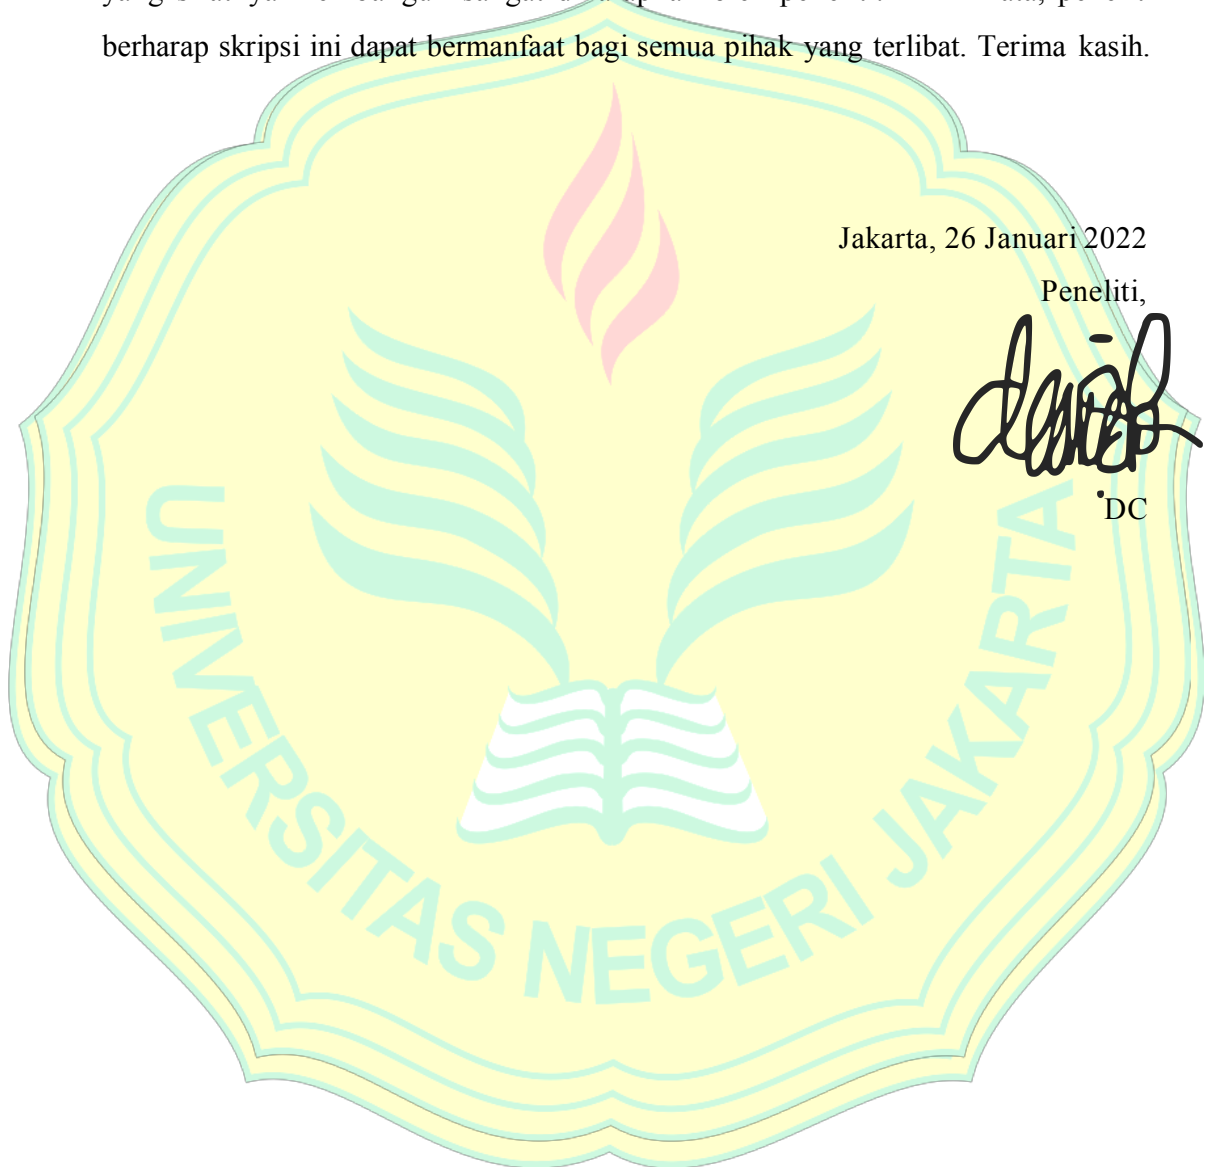 berharap skripsi ini dapat bermanfaat bagi semua pihak yang terlibat. Terima kasih.
Jakarta, 26 Januari 2022
Peneliti,
DC
UNIVERSITAS NEGERI JAKARTA